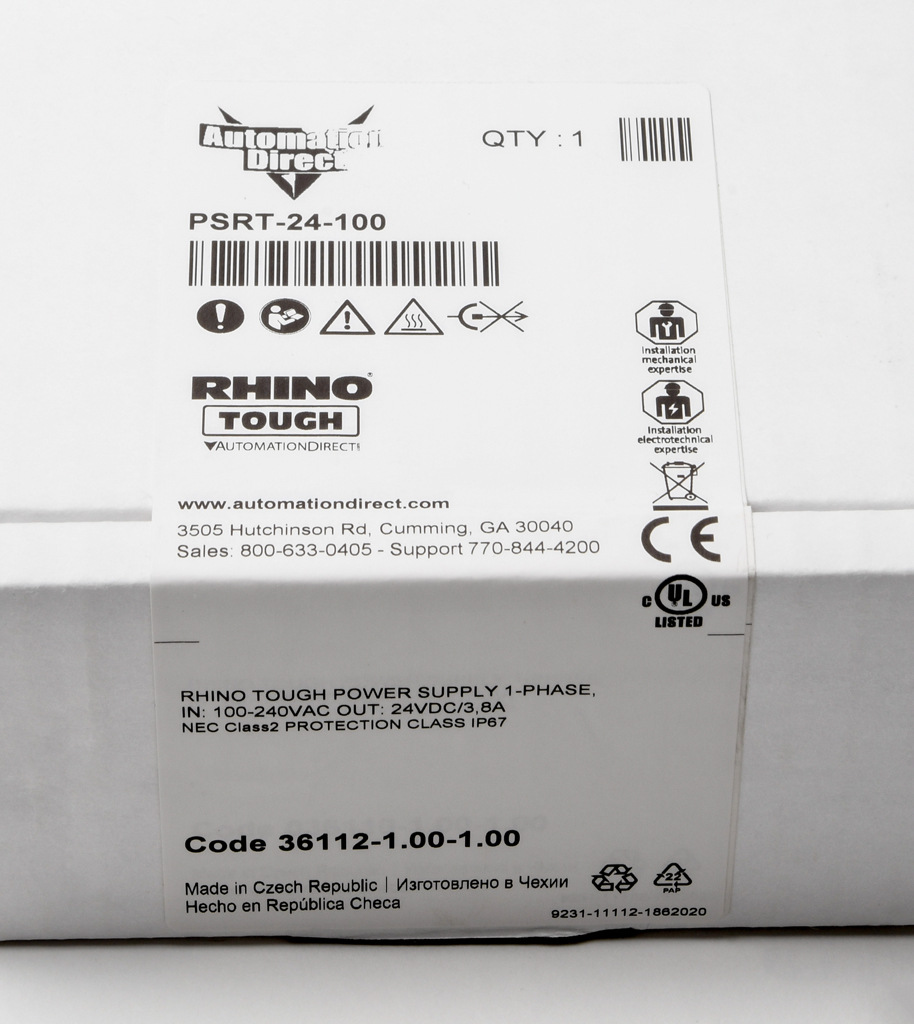 Automation
Direct
QTY : 1
PSRT-24-100
RHINO®
TOUGH
AUTOMATIONDIRECT
Installation
mechanical
expertise
Installation
electrotechnical
expertise
www.automationdirect.com
3505 Hutchinson Rd, Cumming, GA 30040
Sales: 800-633-0405 - Support 770-844-4200
CE
C UL US
LISTED
RHINO TOUGH POWER SUPPLY 1-PHASE,
IN: 100-240VAC OUT: 24VDC/3,8A
NEC Class2 PROTECTION CLASS IP67
Code 36112-1.00-1.00
Made in Czech Republic | Изготовлено в Чехии
Hecho en República Checa
22
PAP
9231-11112-1862020